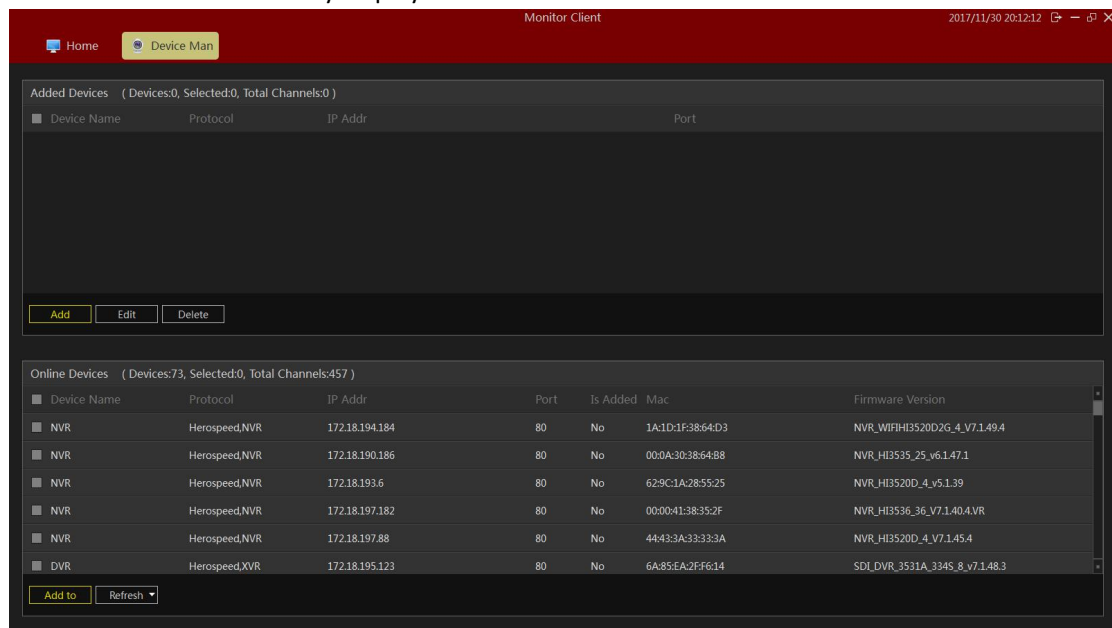 Monitor Client 2017/11/30 20:12:12
Home Device Man
Added Devices ( Devices:0, Selected:0, Total Channels:0 )
Device Name Protocol IP Addr Port
Add Edit Delete
Online Devices ( Devices:73, Selected:0, Total Channels:457 )
Device Name Protocol IP Addr Port Is Added Mac Firmware Version
NVR Herospeed,NVR 172.18.194.184 80 No 1A:1D:1F:38:64:D3 NVR_WIFIHI3520D2G_4_V7.1.49.4
NVR Herospeed,NVR 172.18.190.186 80 No 00:0A:30:38:64:B8 NVR_HI3535_25_v6.1.47.1
NVR Herospeed,NVR 172.18.193.6 80 No 62:9C:1A:28:55:25 NVR_HI3520D_4_v5.1.39
NVR Herospeed,NVR 172.18.197.182 80 No 00:00:41:38:35:2F NVR_HI3536_36_V7.1.40.4.VR
NVR Herospeed,NVR 172.18.197.88 80 No 44:43:3A:33:33:3A NVR_HI3520D_4_V7.1.45.4
DVR Herospeed,XVR 172.18.195.123 80 No 6A:85:EA:2F:F6:14 SDI_DVR_3531A_334S_8_v7.1.48.3
Add to Refresh